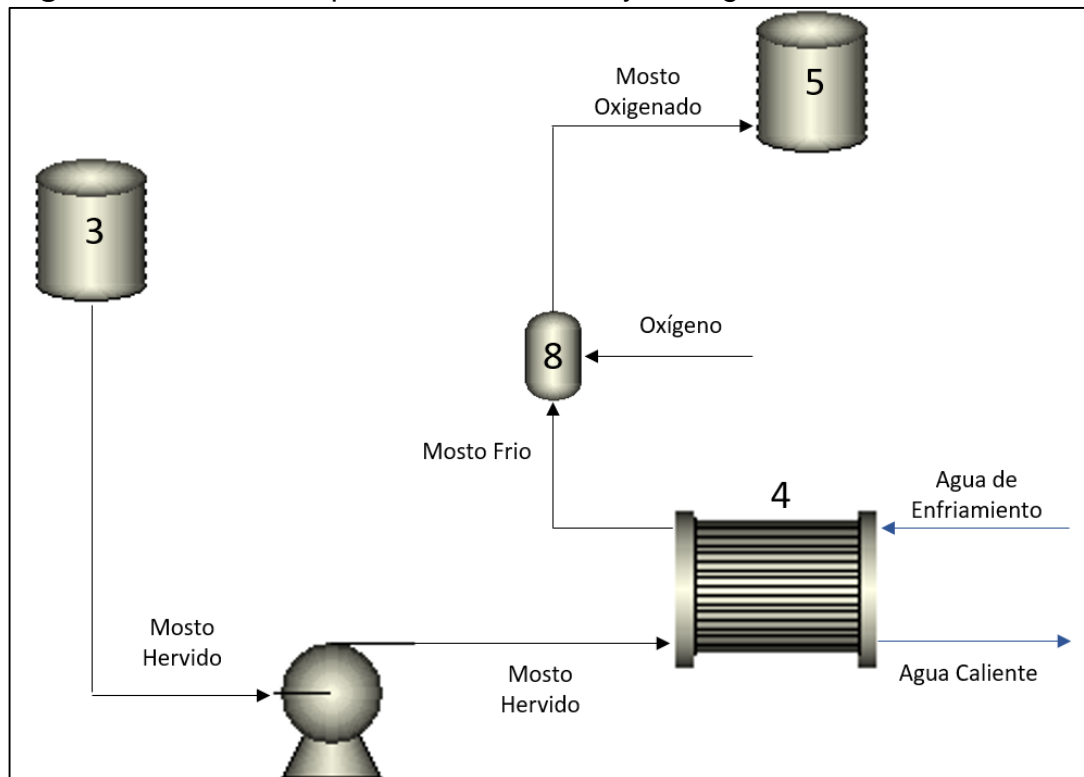 Mosto
Oxigenado
5
3
Oxígeno
8
Mosto Frio
4
Agua de
Enfriamiento
Mosto
Hervido
Mosto
Hervido
Agua Caliente